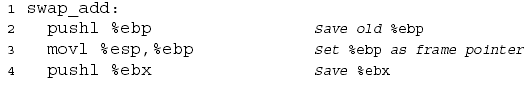 1 swap_add:
2 pushl %ebp Save old %ebp
3 movl %esp,%ebp Set %ebp as frame pointer
4 pushl %ebx Save %ebx